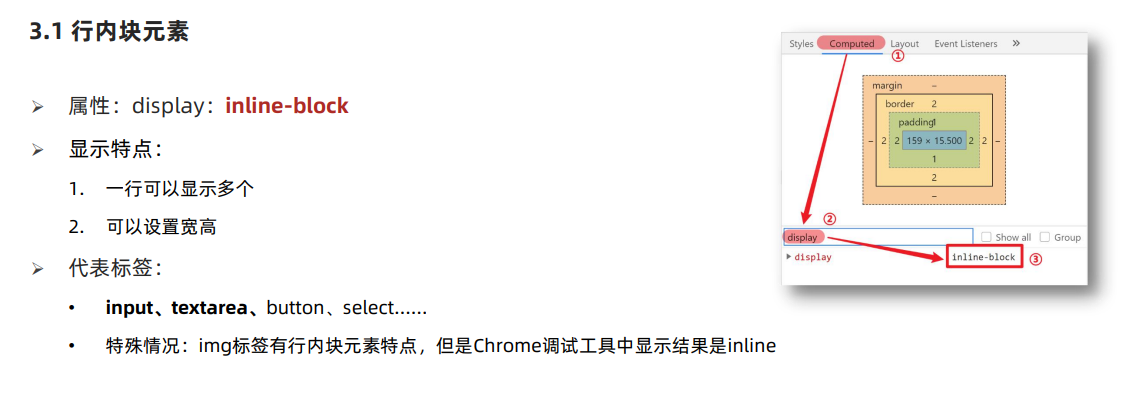 3.1 行内块元素
➢ 属性：display：inline-block
➢ 显示特点：
1. 一行可以显示多个
2. 可以设置宽高
➢ 代表标签：
• input、textarea、button、select......
• 特殊情况：img标签有行内块元素特点，但是Chrome调试工具中显示结果是inline
Styles Computed Layout Event Listeners »
①
margin –
border 2
padding 1
– 2 2 159 × 15.500 2 2 –
1
2
–
②
display Show all Group
display inline-block ③